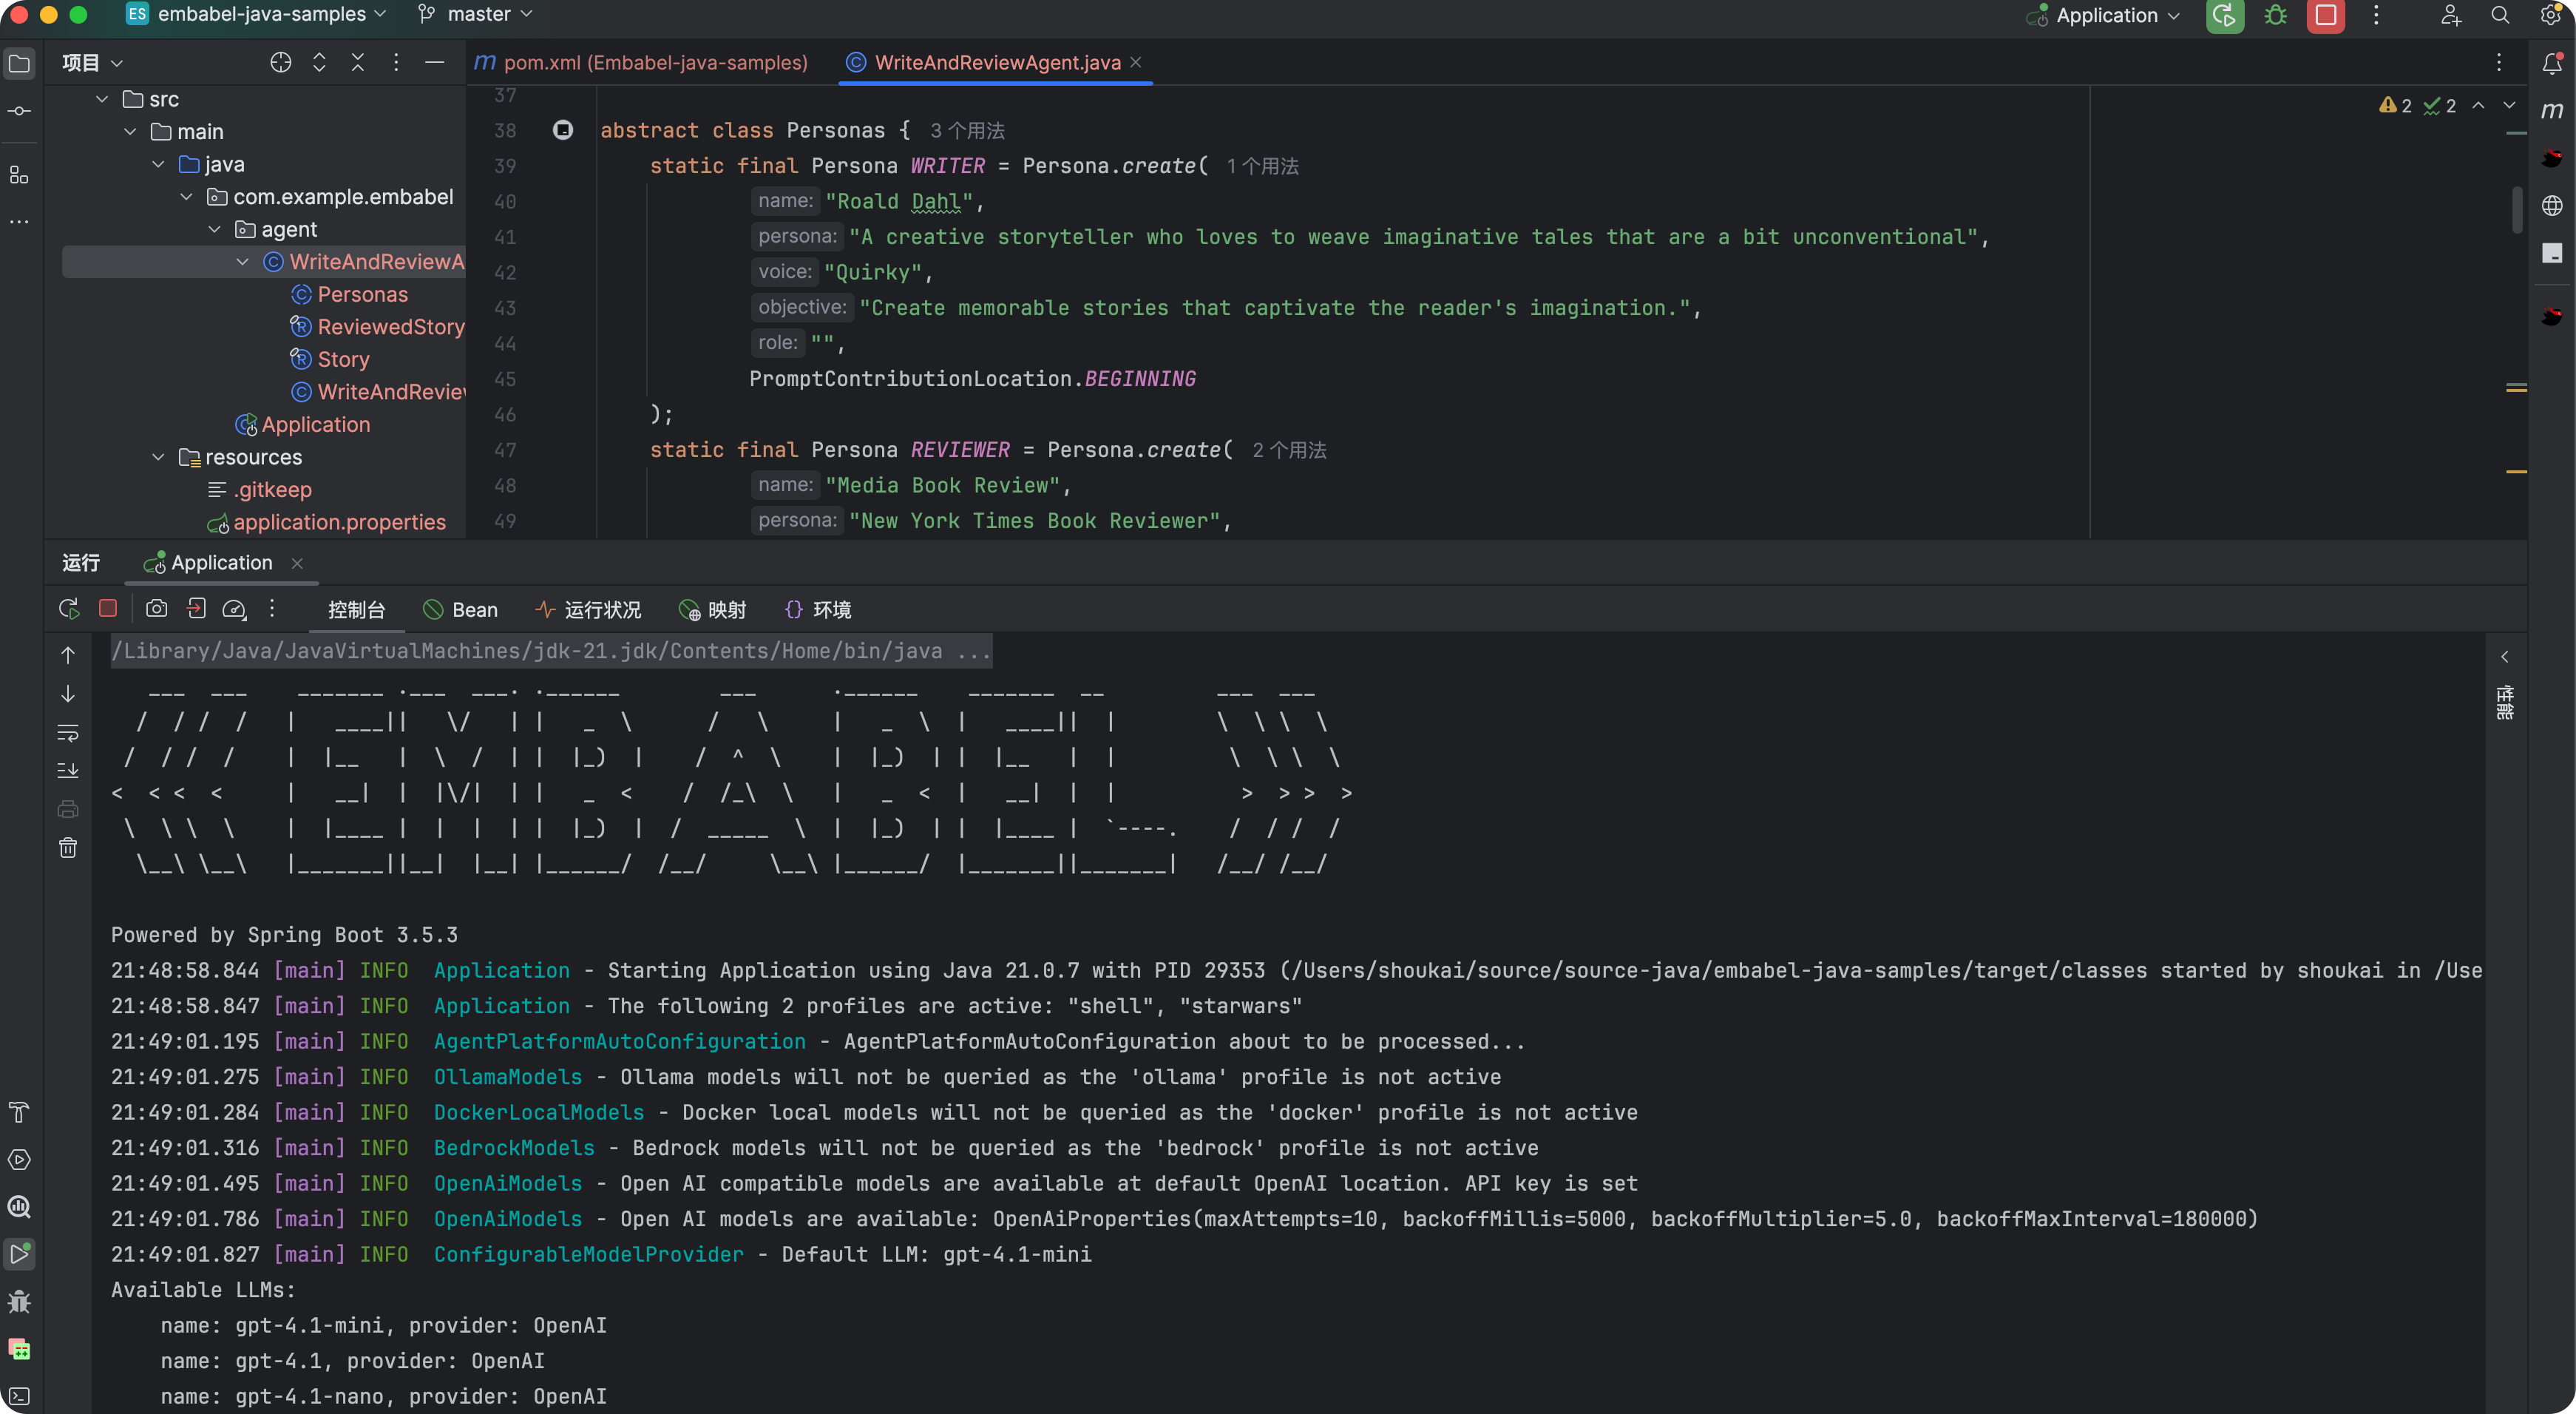 ES embabel-java-samples master Application
项目
pom.xml (Embabel-java-samples) WriteAndReviewAgent.java
src
main
java
com.example.embabel
agent
WriteAndReviewA
Personas
ReviewedStory
Story
WriteAndReview
Application
resources
.gitkeep
application.properties
2 2
37
38 abstract class Personas { 3 个用法
39 static final Persona WRITER = Persona.create( 1 个用法
40 name: "Roald Dahl",
41 persona: "A creative storyteller who loves to weave imaginative tales that are a bit unconventional",
42 voice: "Quirky",
43 objective: "Create memorable stories that captivate the reader's imagination.",
44 role: "",
45 PromptContributionLocation.BEGINNING
46 );
47 static final Persona REVIEWER = Persona.create( 2 个用法
48 name: "Media Book Review",
49 persona: "New York Times Book Reviewer",
运行 Application
控制台 Bean 运行状况 映射 环境
性能
/Library/Java/JavaVirtualMachines/jdk-21.jdk/Contents/Home/bin/java ...
EMBABEL
Powered by Spring Boot 3.5.3
21:48:58.844 [main] INFO  Application - Starting Application using Java 21.0.7 with PID 29353 (/Users/shoukai/source/source-java/embabel-java-samples/target/classes started by shoukai in /Use
21:48:58.847 [main] INFO  Application - The following 2 profiles are active: "shell", "starwars"
21:49:01.195 [main] INFO  AgentPlatformAutoConfiguration - AgentPlatformAutoConfiguration about to be processed...
21:49:01.275 [main] INFO  OllamaModels - Ollama models will not be queried as the 'ollama' profile is not active
21:49:01.284 [main] INFO  DockerLocalModels - Docker local models will not be queried as the 'docker' profile is not active
21:49:01.316 [main] INFO  BedrockModels - Bedrock models will not be queried as the 'bedrock' profile is not active
21:49:01.495 [main] INFO  OpenAiModels - Open AI compatible models are available at default OpenAI location. API key is set
21:49:01.786 [main] INFO  OpenAiModels - Open AI models are available: OpenAiProperties(maxAttempts=10, backoffMillis=5000, backoffMultiplier=5.0, backoffMaxInterval=180000)
21:49:01.827 [main] INFO  ConfigurableModelProvider - Default LLM: gpt-4.1-mini
Available LLMs:
name: gpt-4.1-mini, provider: OpenAI
name: gpt-4.1, provider: OpenAI
name: gpt-4.1-nano, provider: OpenAI